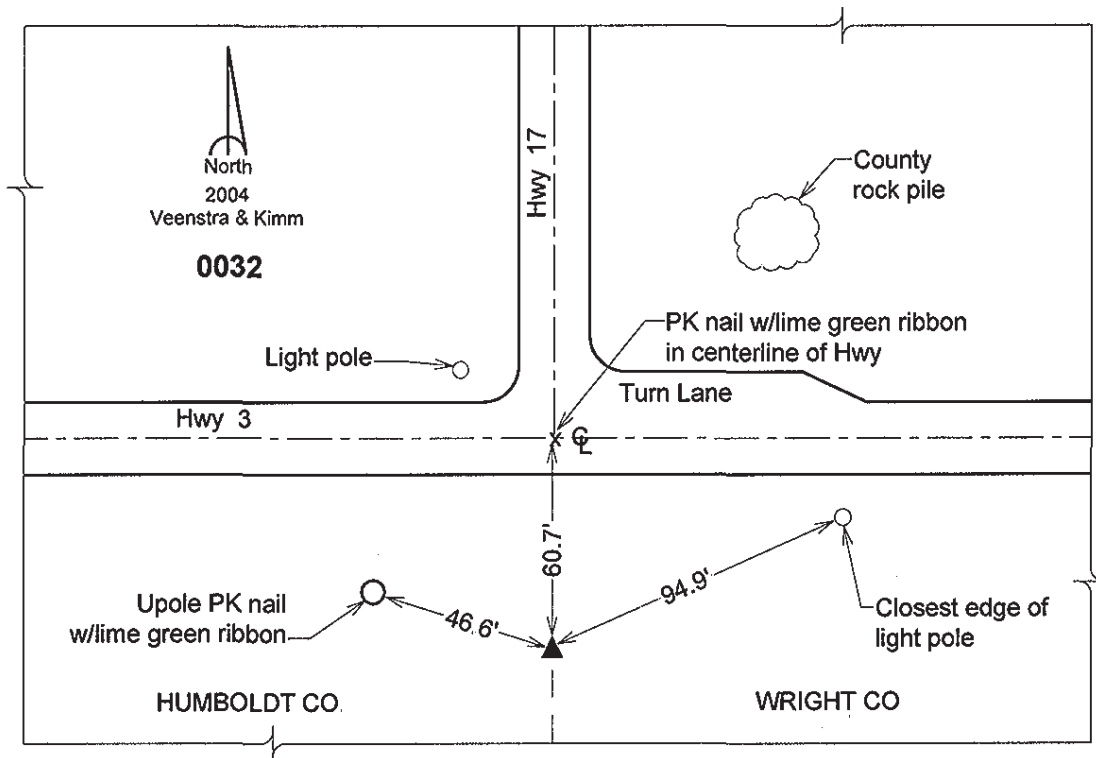 North
2004
Veenstra & Kimm
0032
Hwy 17
County
rock pile
PK nail w/lime green ribbon
in centerline of Hwy
Light pole
Turn Lane
Hwy 3
CL
60.7'
94.9'
46.6'
Upole PK nail
w/lime green ribbon
Closest edge of
light pole
HUMBOLDT CO.
WRIGHT CO